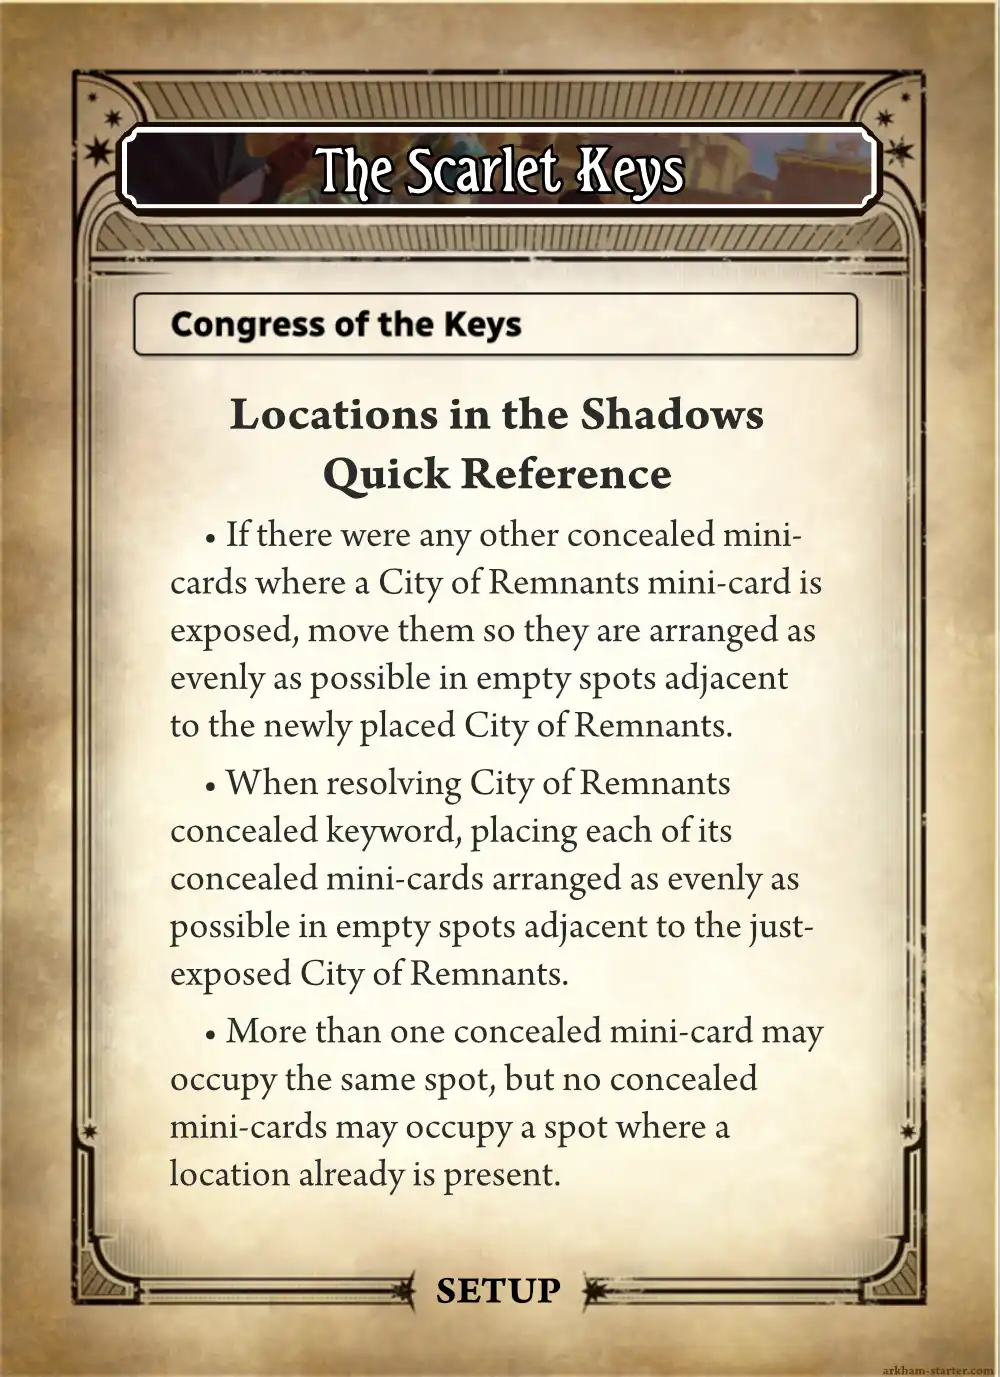 The Scarlet Keys
Congress of the Keys
Locations in the Shadows
Quick Reference
• If there were any other concealed mini-
cards where a City of Remnants mini-card is
exposed, move them so they are arranged as
evenly as possible in empty spots adjacent
to the newly placed City of Remnants.
• When resolving City of Remnants
concealed keyword, placing each of its
concealed mini-cards arranged as evenly as
possible in empty spots adjacent to the just-
exposed City of Remnants.
• More than one concealed mini-card may
occupy the same spot, but no concealed
mini-cards may occupy a spot where a
location already is present.
SETUP
arkham-starter.com